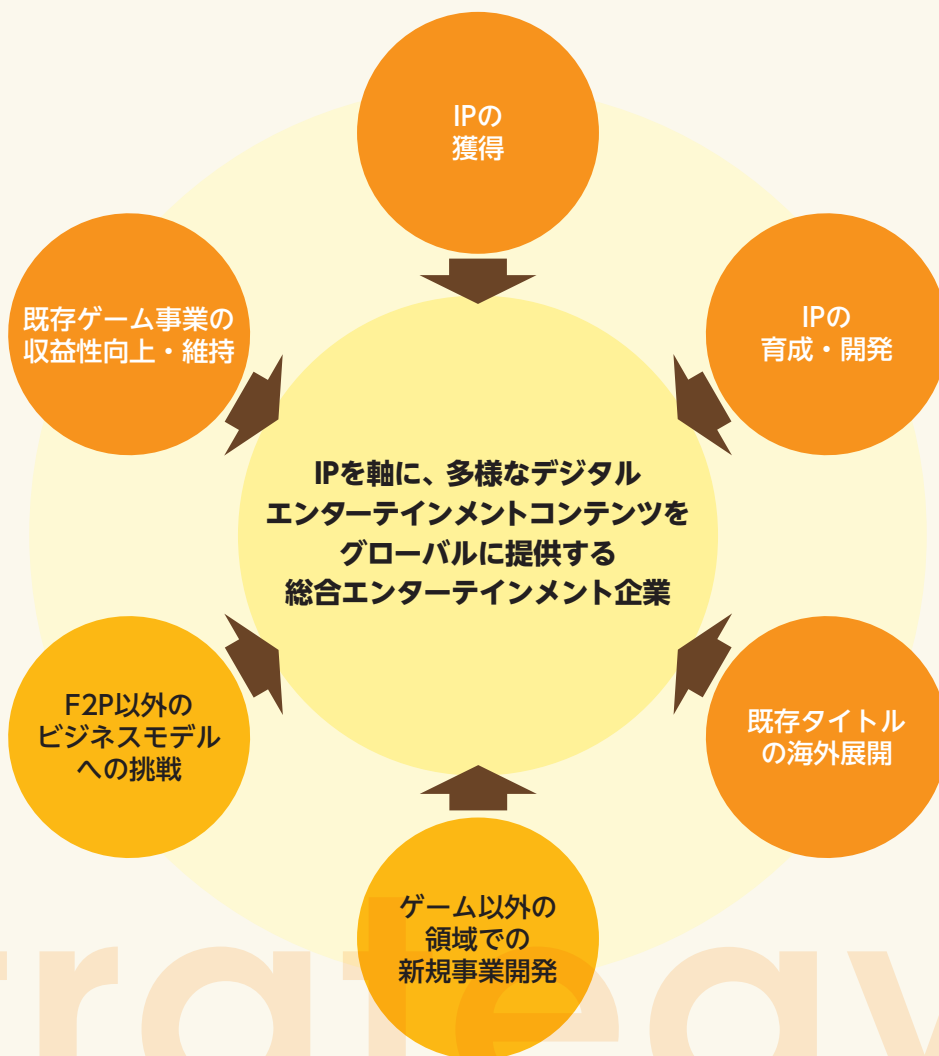 IPの
獲得
IPの
育成・開発
既存タイトル
の海外展開
ゲーム以外の
領域での
新規事業開発
F2P以外の
ビジネスモデル
への挑戦
既存ゲーム事業の
収益性向上・維持
IPを軸に、多様なデジタル
エンターテインメントコンテンツを
グローバルに提供する
総合エンターテインメント企業
trategy